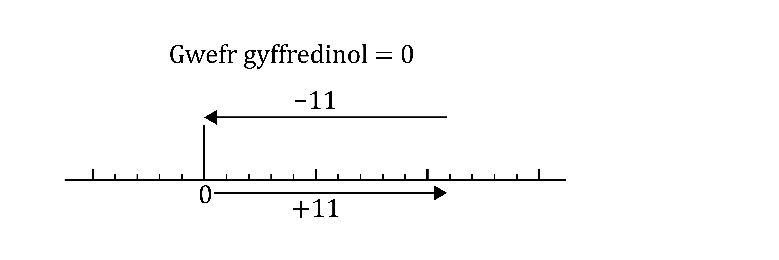 Gwefr gyffredinol = 0
–11
0
+11